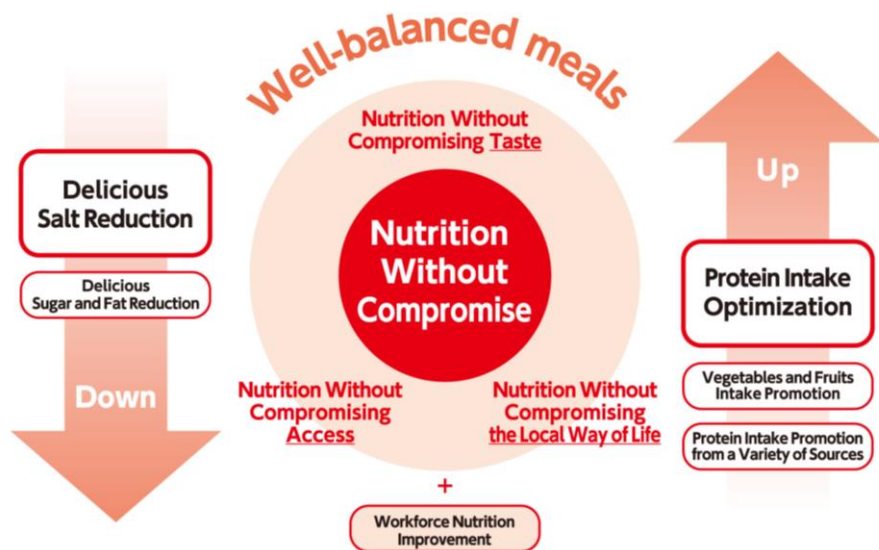 Well-balanced meals
Nutrition Without
Compromising Taste
Delicious
Salt Reduction
Delicious
Sugar and Fat Reduction
Down
Nutrition
Without
Compromise
Nutrition Without
Compromising
Access
Nutrition Without
Compromising
the Local Way of Life
+
Workforce Nutrition
Improvement
Up
Protein Intake
Optimization
Vegetables and Fruits
Intake Promotion
Protein Intake Promotion
from a Variety of Sources